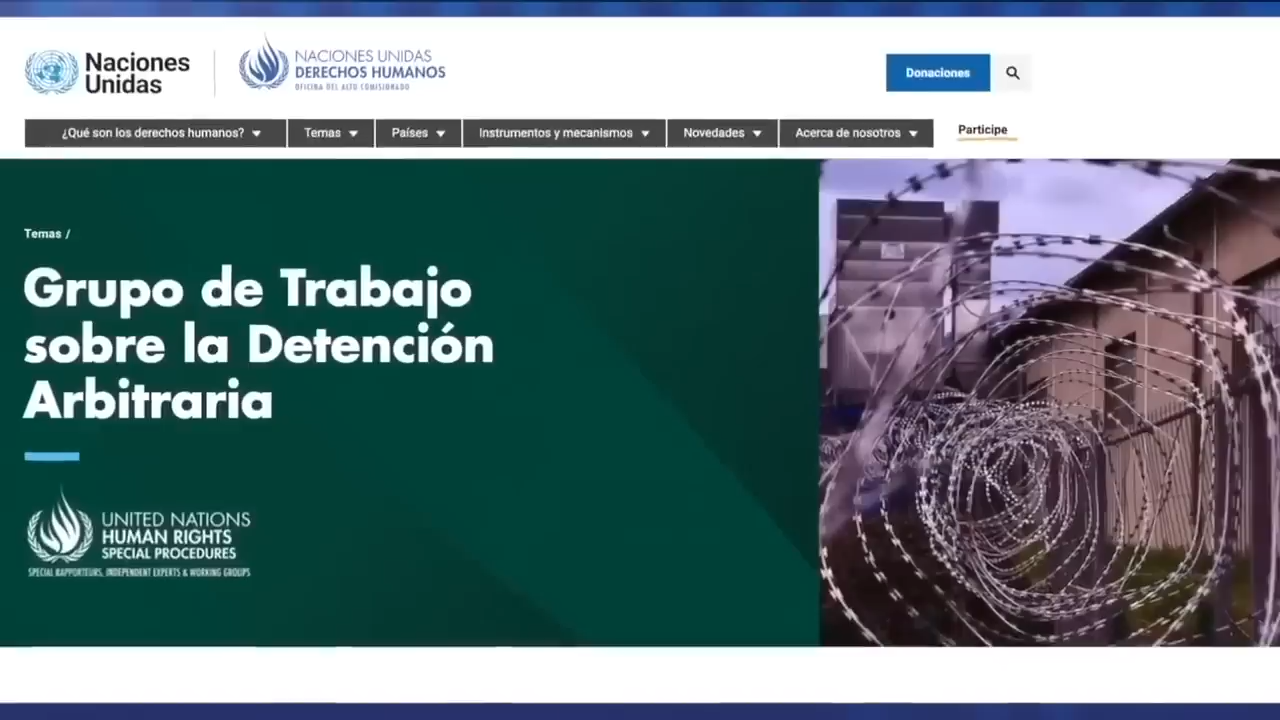 Naciones
Unidas
NACIONES UNIDAS
DERECHOS HUMANOS
OFICINA DEL ALTO COMISIONADO
Donaciones
¿Qué son los derechos humanos?
Temas
Países
Instrumentos y mecanismos
Novedades
Acerca de nosotros
Participe
Temas /
Grupo de Trabajo
sobre la Detención
Arbitraria
UNITED NATIONS
HUMAN RIGHTS
SPECIAL PROCEDURES
SPECIAL RAPPORTEURS, INDEPENDENT EXPERTS & WORKING GROUPS